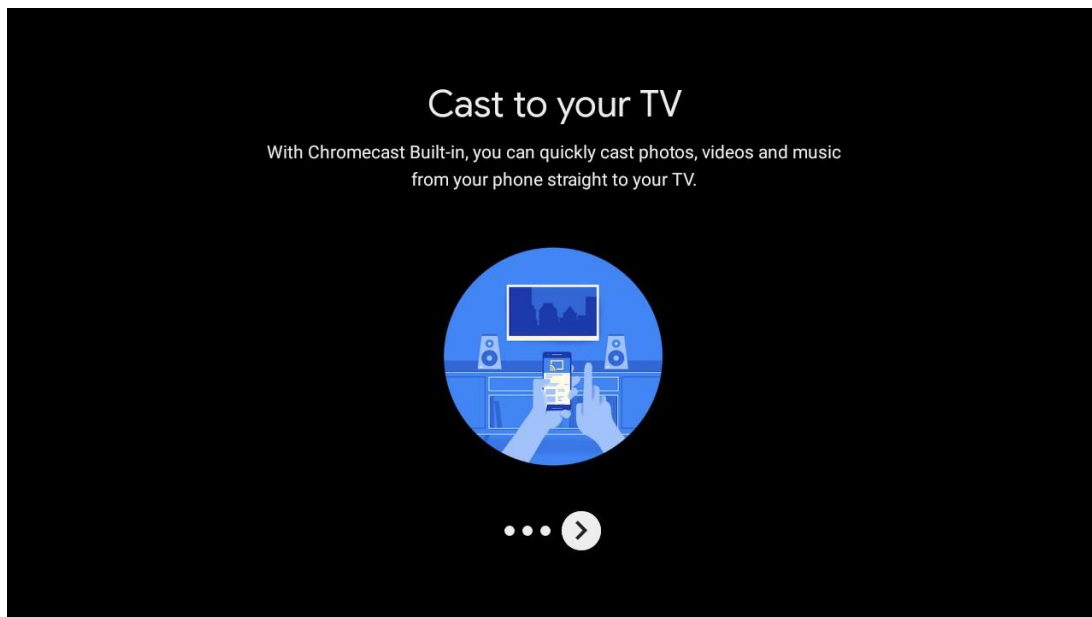 Cast to your TV
With Chromecast Built-in, you can quickly cast photos, videos and music
from your phone straight to your TV.